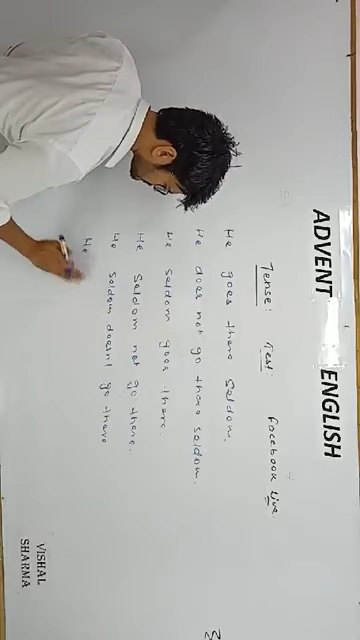 ADVENT ENGLISH
Tense: Test: Facebook Live.
He goes there seldom.
He does not go there seldom.
He seldom goes there.
He seldom not go there.
He seldom doesn't go there
He
VISHAL
SHARMA